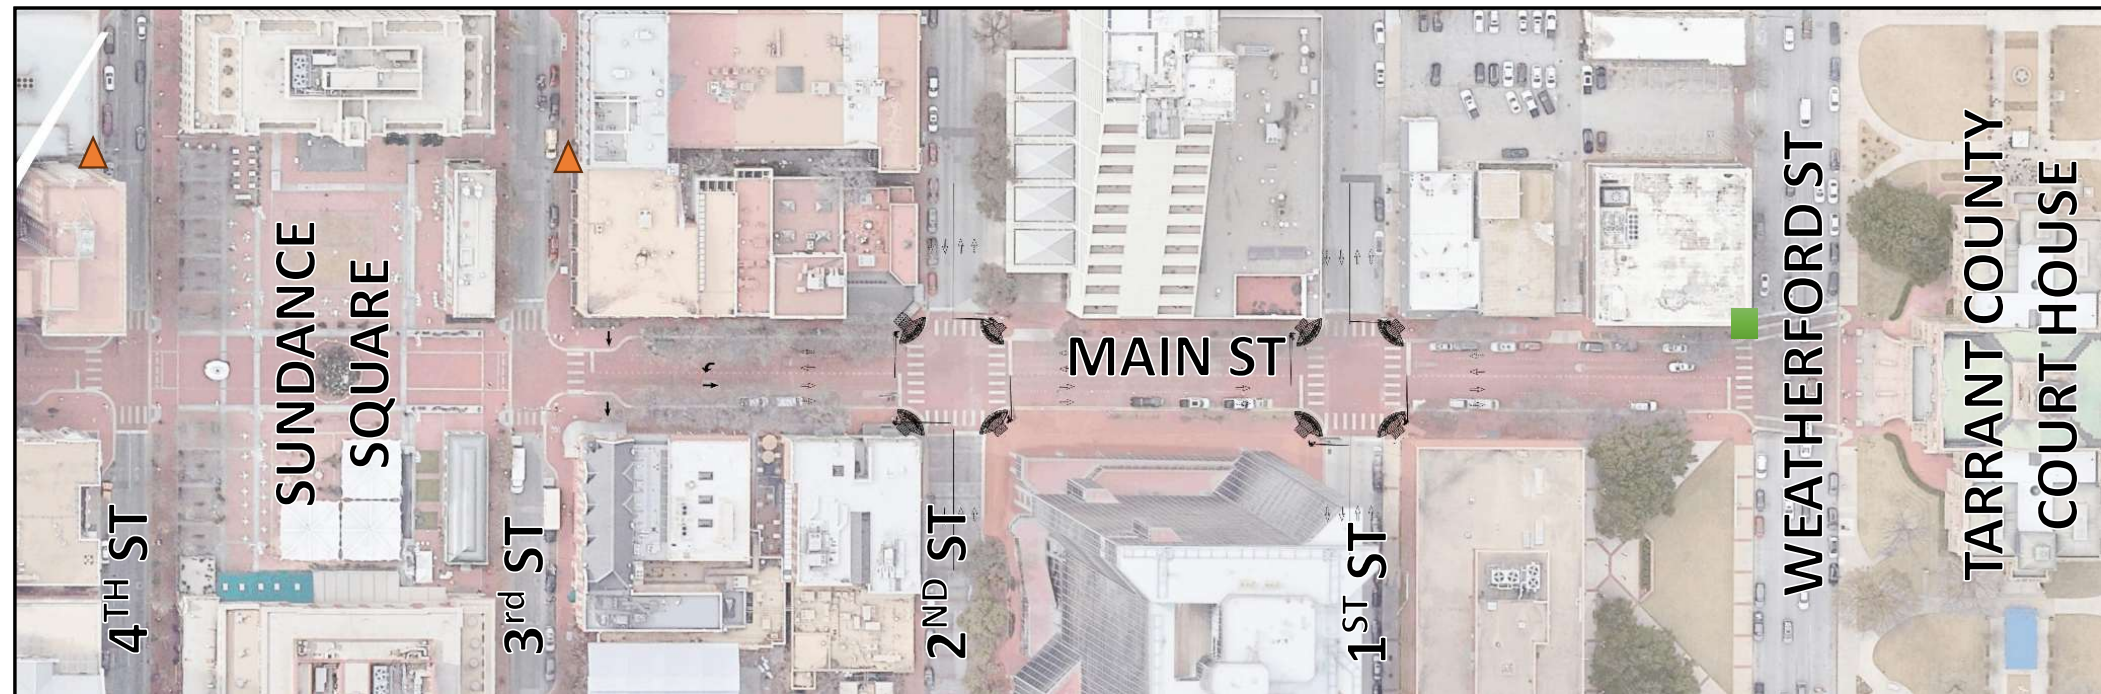 4TH ST
SUNDANCE
SQUARE
3rd ST
2ND ST
MAIN ST
1ST ST
WEATHERFORD ST
TARRANT COUNTY
COURT HOUSE